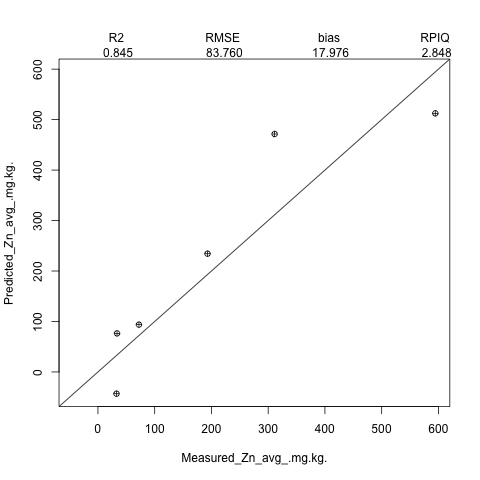 R2 RMSE bias RPIQ
0.845 83.760 17.976 2.848
600
500
400
300
200
100
0
Predicted_Zn_avg_.mg.kg.
0 100 200 300 400 500 600
Measured_Zn_avg_.mg.kg.